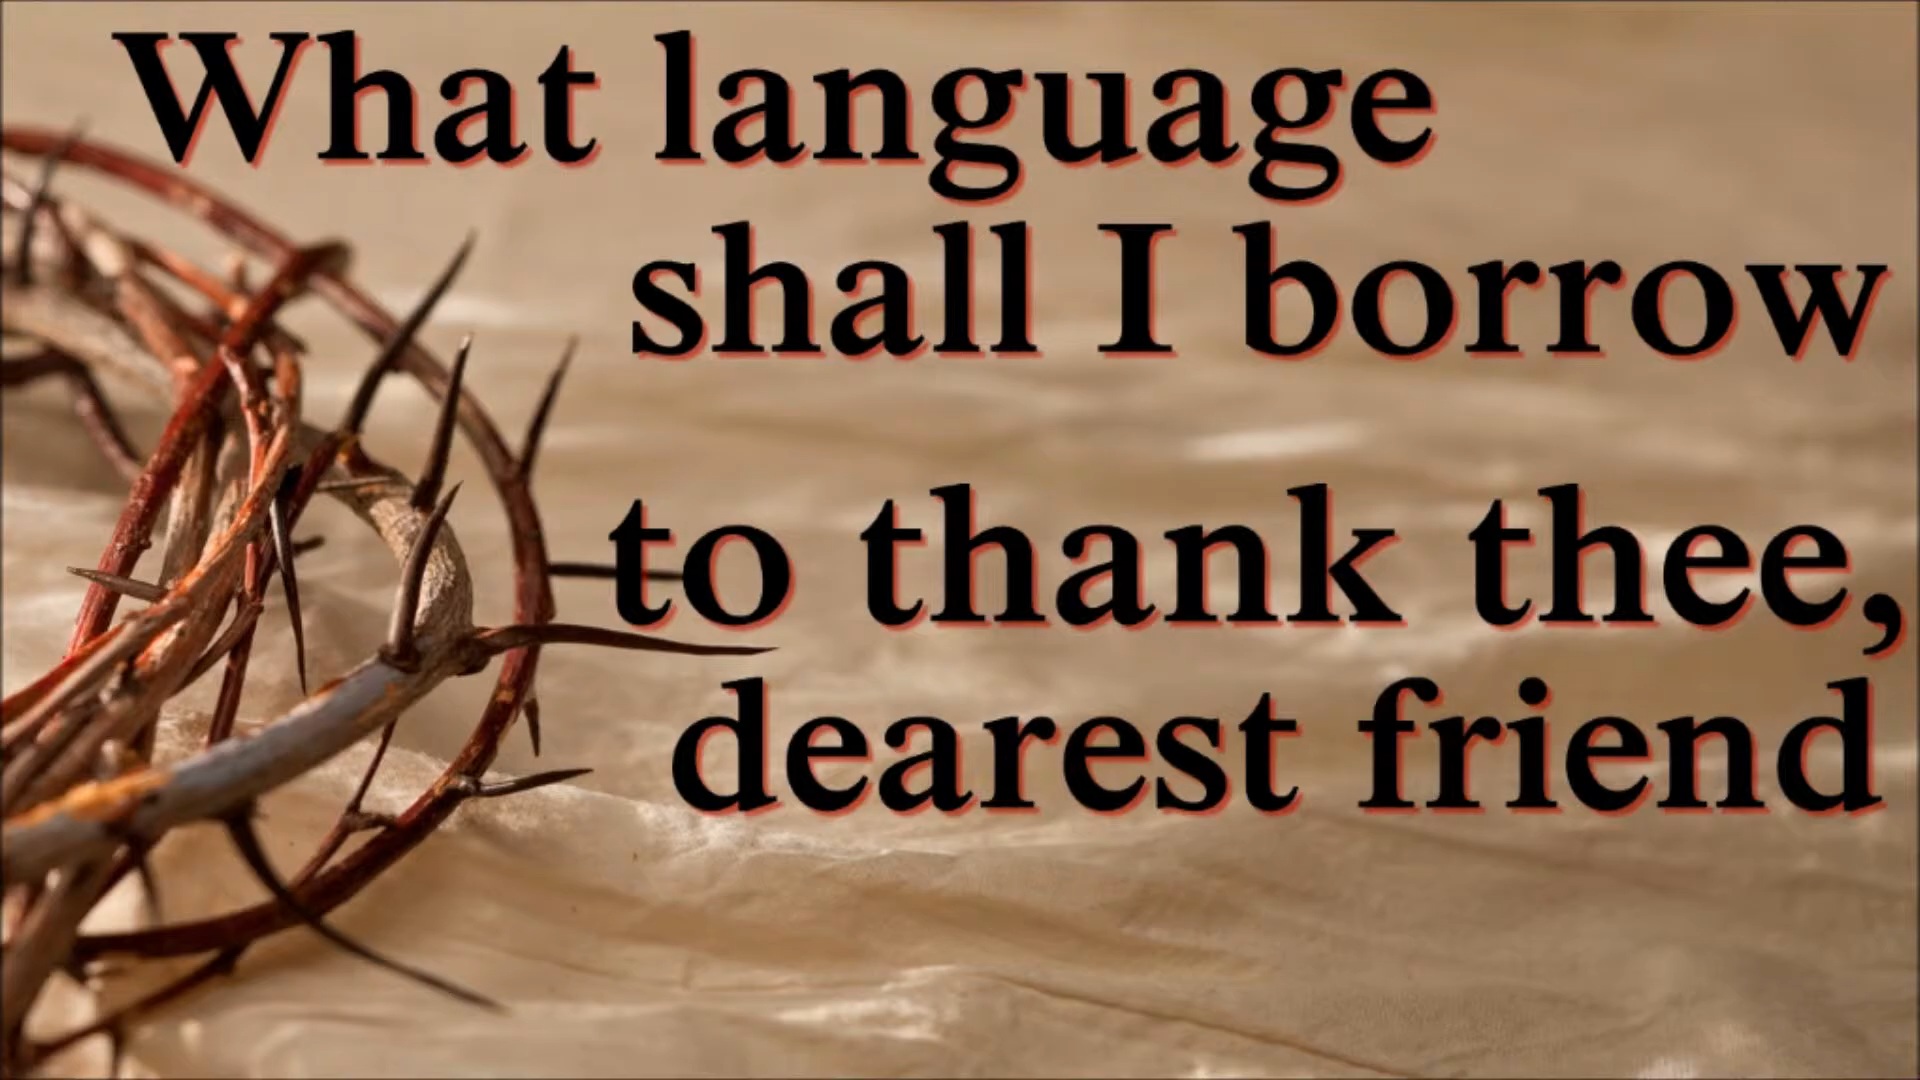 What language
shall I borrow
to thank thee,
dearest friend